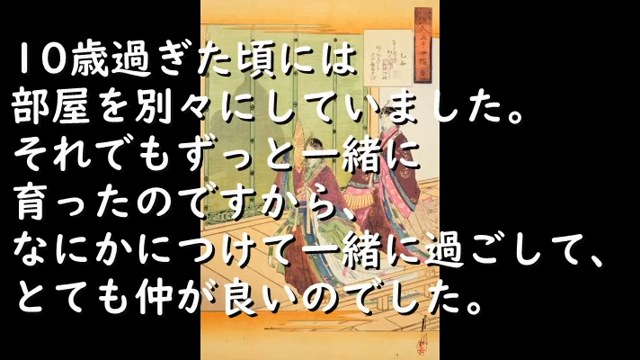 10歳過ぎた頃には
部屋を別々にしていました。
それでもずっと一緒に
育ったのですから、
なにかにつけて一緒に過ごして、
とても仲が良いのでした。